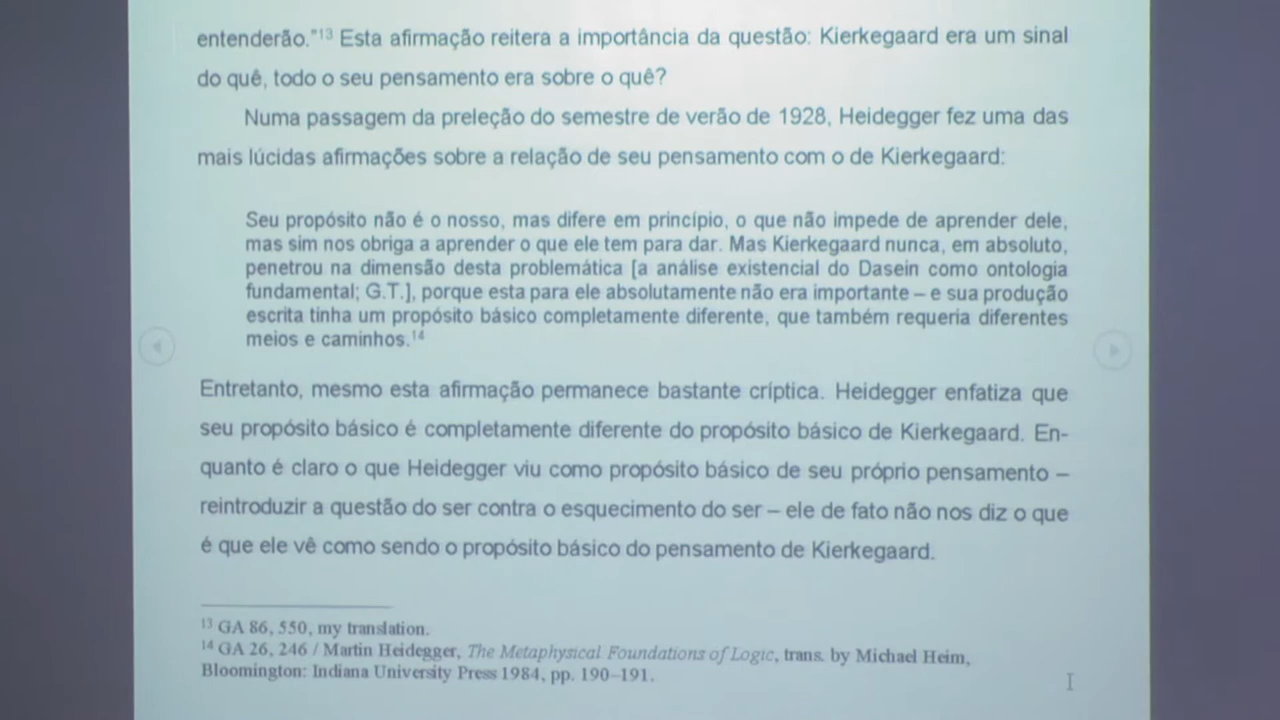 entenderão."¹³ Esta afirmação reitera a importância da questão: Kierkegaard era um sinal
do quê, todo o seu pensamento era sobre o quê?
Numa passagem da preleção do semestre de verão de 1928, Heidegger fez uma das
mais lúcidas afirmações sobre a relação de seu pensamento com o de Kierkegaard:
Seu propósito não é o nosso, mas difere em princípio, o que não impede de aprender dele,
mas sim nos obriga a aprender o que ele tem para dar. Mas Kierkegaard nunca, em absoluto,
penetrou na dimensão desta problemática [a análise existencial do Dasein como ontologia
fundamental; G.T.], porque esta para ele absolutamente não era importante – e sua produção
escrita tinha um propósito básico completamente diferente, que também requeria diferentes
meios e caminhos.¹⁴
Entretanto, mesmo esta afirmação permanece bastante críptica. Heidegger enfatiza que
seu propósito básico é completamente diferente do propósito básico de Kierkegaard. En-
quanto é claro o que Heidegger viu como propósito básico de seu próprio pensamento –
reintroduzir a questão do ser contra o esquecimento do ser – ele de fato não nos diz o que
é que ele vê como sendo o propósito básico do pensamento de Kierkegaard.
¹³ GA 86, 550, my translation.
¹⁴ GA 26, 246 / Martin Heidegger, The Metaphysical Foundations of Logic, trans. by Michael Heim,
Bloomington: Indiana University Press 1984, pp. 190–191.